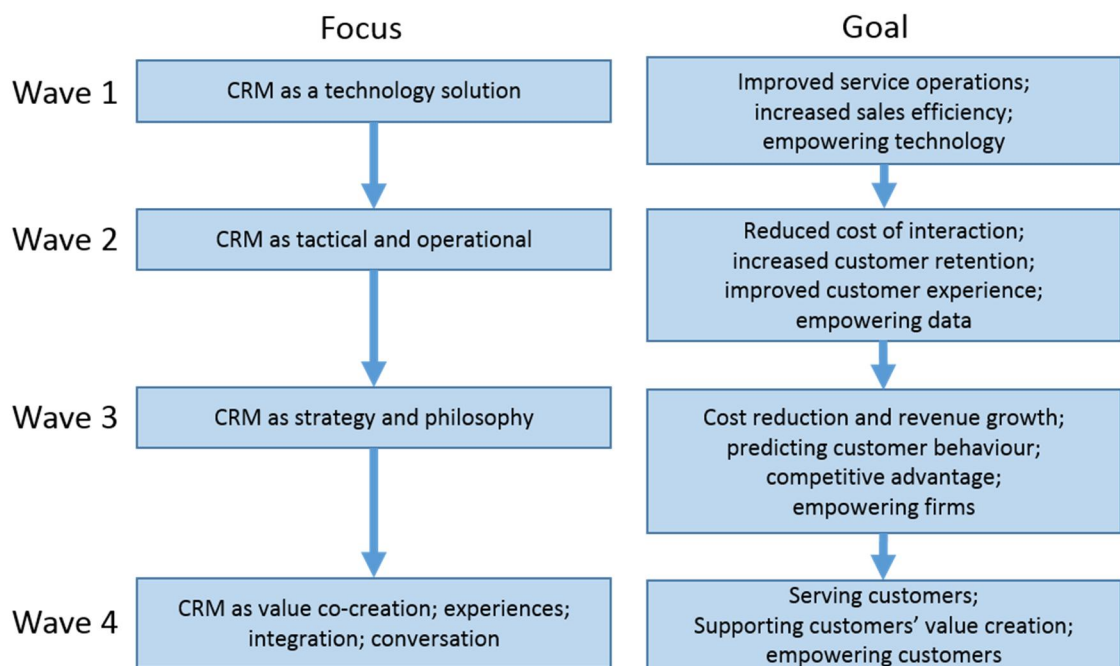 Focus
Goal
Wave 1
CRM as a technology solution
Improved service operations;
increased sales efficiency;
empowering technology
Wave 2
CRM as tactical and operational
Reduced cost of interaction;
increased customer retention;
improved customer experience;
empowering data
Wave 3
CRM as strategy and philosophy
Cost reduction and revenue growth;
predicting customer behaviour;
competitive advantage;
empowering firms
Wave 4
CRM as value co-creation; experiences;
integration; conversation
Serving customers;
Supporting customers’ value creation;
empowering customers